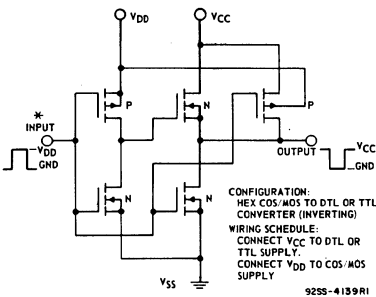 VDD
VCC
P
N
P
*
INPUT
VDD
GND
OUTPUT
VCC
GND
N
N
CONFIGURATION:
HEX COS/MOS TO DTL OR TTL
CONVERTER (INVERTING)
WIRING SCHEDULE:
CONNECT VCC TO DTL OR
TTL SUPPLY.
CONNECT VDD TO COS/MOS
SUPPLY
VSS
92SS-4139R1